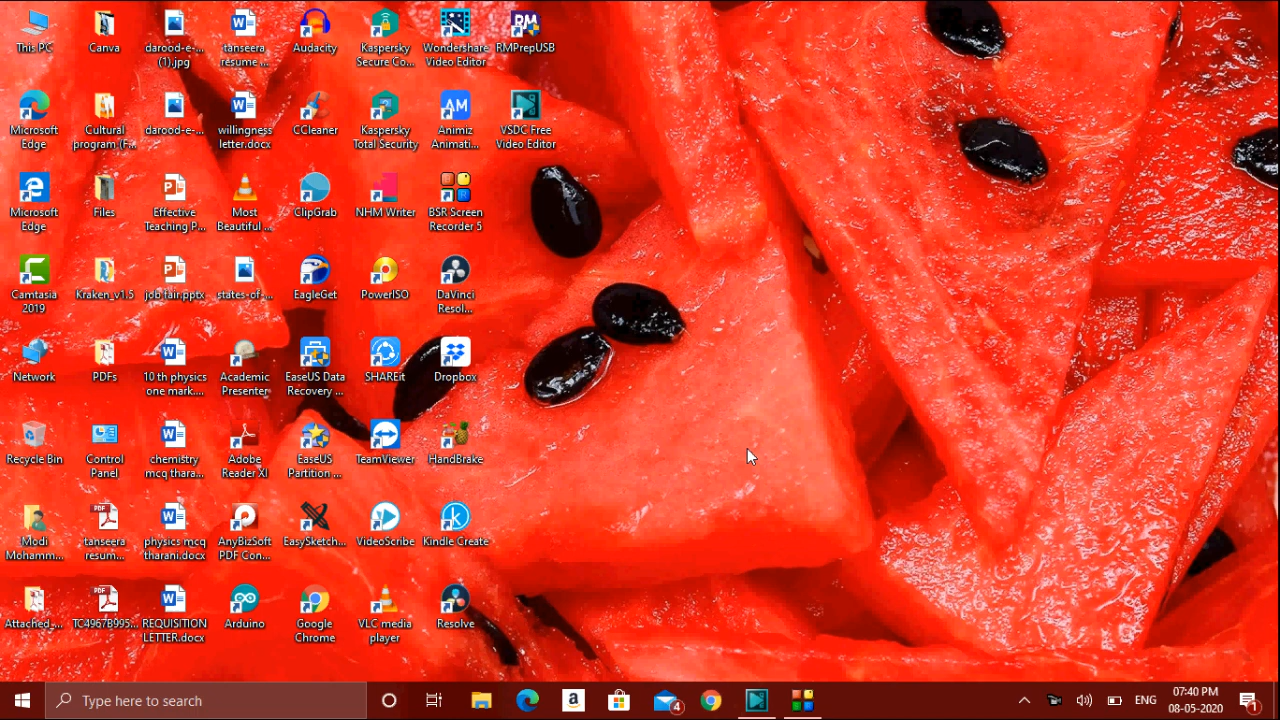 This PC
Canva
darood-e-...
(1).jpg
tanseera
resume ...
Audacity
Kaspersky
Secure Co...
Wondershare
Video Editor
RMPrepUSB
Microsoft
Edge
Cultural
program (F...
darood-e-...
willingness
letter.docx
CCleaner
Kaspersky
Total Security
AM
Animiz
Animati...
VSDC Free
Video Editor
Microsoft
Edge
Files
Effective
Teaching P...
Most
Beautiful ...
ClipGrab
NHM Writer
BSR Screen
Recorder 5
Camtasia
2019
Kraken_v1.5
job fair.pptx
states-of-...
EagleGet
PowerISO
DaVinci
Resol...
Network
PDFs
10 th physics
one mark....
Academic
Presenter
EaseUS Data
Recovery ...
SHAREit
Dropbox
Recycle Bin
Control
Panel
chemistry
mcq thara...
Adobe
Reader XI
EaseUS
Partition ...
TeamViewer
HandBrake
Modi
Mohamm...
tanseera
resum...
physics mcq
tharani.docx
AnyBizSoft
PDF Con...
EasySketch...
VideoScribe
Kindle Create
Attached_...
TC4967B995...
REQUISITION
LETTER.docx
Arduino
Google
Chrome
VLC media
player
Resolve
Type here to search
4
ENG
07:40 PM
08-05-2020
1